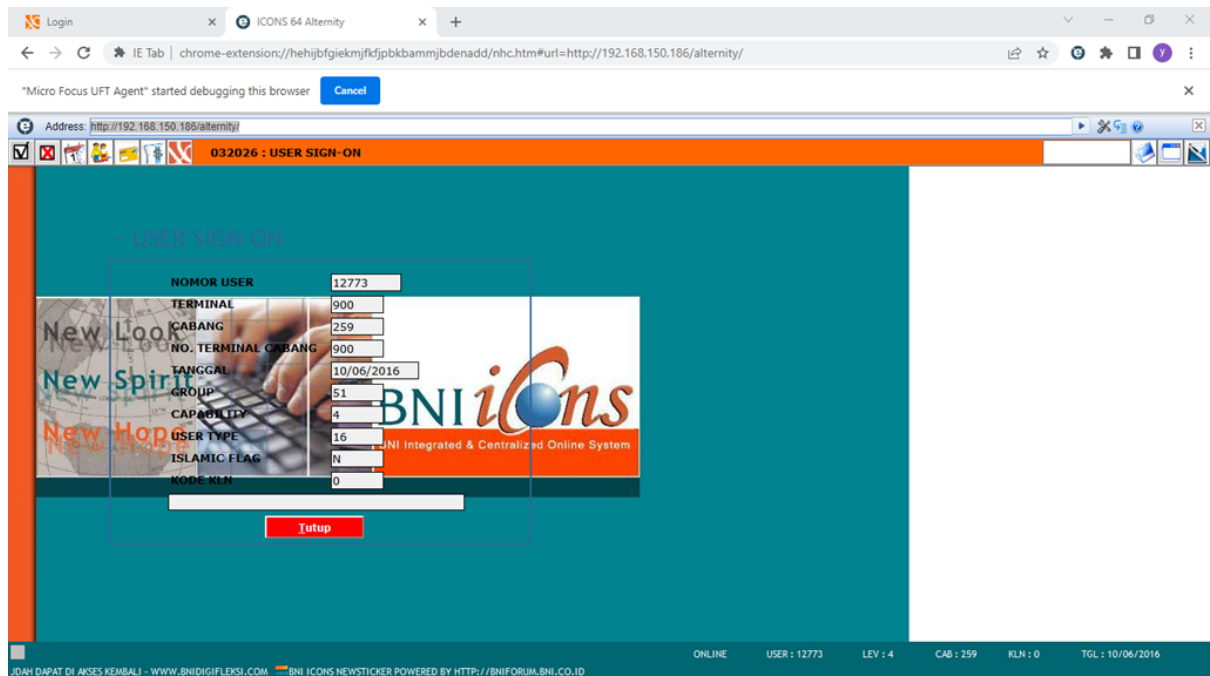 Login
ICONS 64 Alternity
IE Tab | chrome-extension://hehijbfgiekmjfkfjpbkbammjbdenadd/nhc.htm#url=http://192.168.150.186/alternity/
"Micro Focus UFT Agent" started debugging this browser Cancel
Address: http://192.168.150.186/alternity/
032026 : USER SIGN-ON
- USER SIGN-ON
NOMOR USER 12773
TERMINAL 900
CABANG 259
NO. TERMINAL CABANG 900
TANGGAL 10/06/2016
GROUP 51
CAPABILITY 4
USER TYPE 16
ISLAMIC FLAG N
KODE KLN 0
Tutup
New Look
New Spirit
New Hope
BNI icons
BNI Integrated & Centralized Online System
ONLINE USER : 12773 LEV : 4 CAB : 259 KLN : 0 TGL : 10/06/2016
JDAH DAPAT DI AKSES KEMBALI - WWW.BNIDIGIFLEKSI.COM BNI ICONS NEWSTICKER POWERED BY HTTP://BNIFORUM.BNI.CO.ID